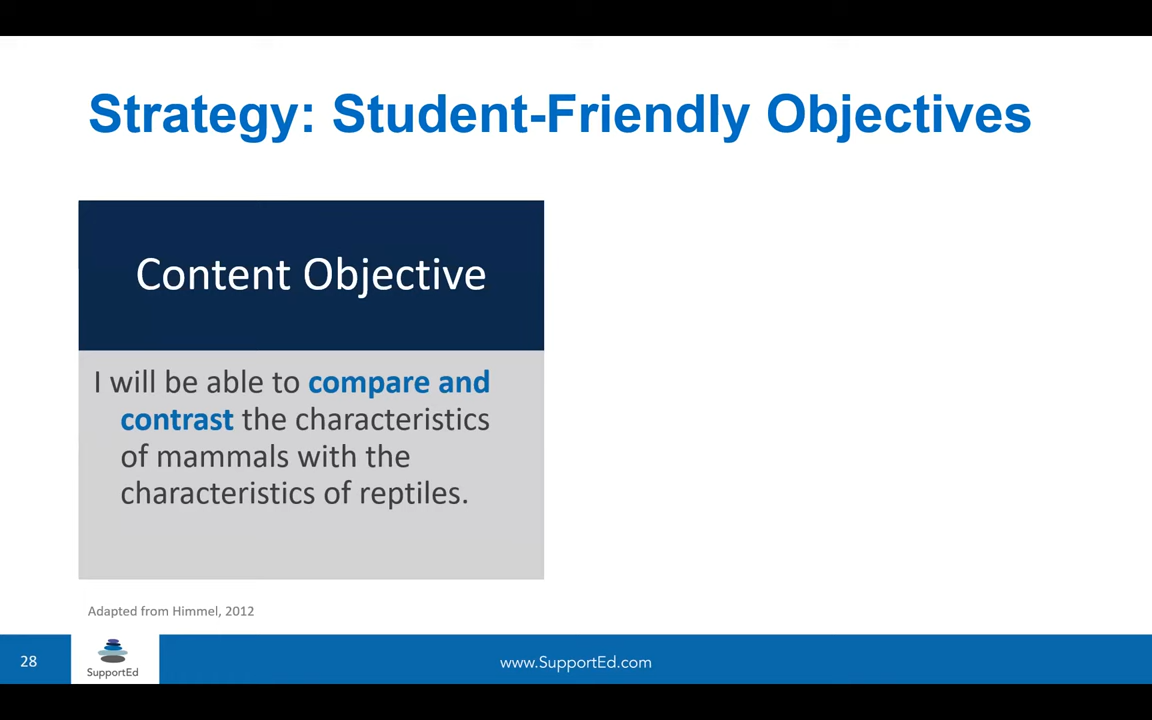 Strategy: Student-Friendly Objectives
Content Objective
I will be able to compare and
contrast the characteristics
of mammals with the
characteristics of reptiles.
Adapted from Himmel, 2012
28
SupportEd
www.SupportEd.com